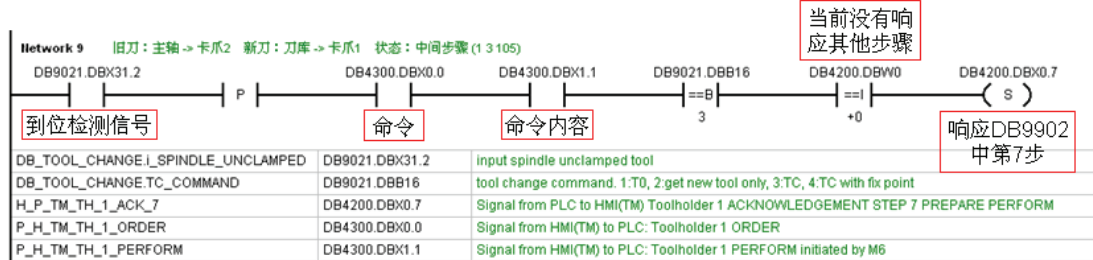 当前没有响
应其他步骤
Network 9 旧刀：主轴 -> 卡爪2 新刀：刀库 -> 卡爪1 状态：中间步骤 (1 3 105)
DB9021.DBX31.2 DB4300.DBX0.0 DB4300.DBX1.1 DB9021.DBB16 DB4200.DBW0 DB4200.DBX0.7
P ==B ==I S
3 +0
到位检测信号 命令 命令内容
响应DB9902
中第7步
DB_TOOL_CHANGE.i_SPINDLE_UNCLAMPED DB9021.DBX31.2 input spindle unclamped tool
DB_TOOL_CHANGE.TC_COMMAND DB9021.DBB16 tool change command. 1:T0, 2:get new tool only, 3:TC, 4:TC with fix point
H_P_TM_TH_1_ACK_7 DB4200.DBX0.7 Signal from PLC to HMI(TM) Toolholder 1 ACKNOWLEDGEMENT STEP 7 PREPARE PERFORM
P_H_TM_TH_1_ORDER DB4300.DBX0.0 Signal from HMI(TM) to PLC: Toolholder 1 ORDER
P_H_TM_TH_1_PERFORM DB4300.DBX1.1 Signal from HMI(TM) to PLC: Toolholder 1 PERFORM initiated by M6